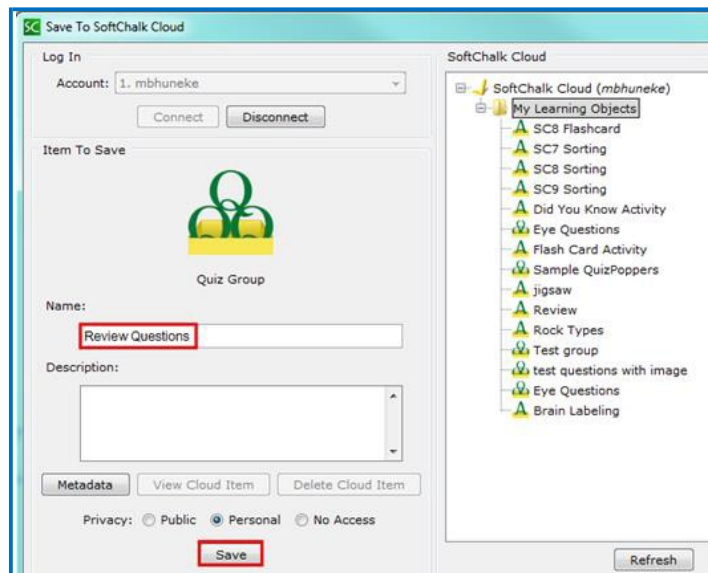 SC Save To SoftChalk Cloud
Log In
Account: 1. mbhuneke
Connect Disconnect
Item To Save
Quiz Group
Name:
Review Questions
Description:
Metadata View Cloud Item Delete Cloud Item
Privacy: Public Personal No Access
Save
SoftChalk Cloud
SoftChalk Cloud (mbhuneke)
My Learning Objects
A SC8 Flashcard
A SC7 Sorting
A SC8 Sorting
A SC9 Sorting
A Did You Know Activity
Eye Questions
A Flash Card Activity
Sample QuizPoppers
A jigsaw
A Review
A Rock Types
Test group
test questions with image
Eye Questions
A Brain Labeling
Refresh